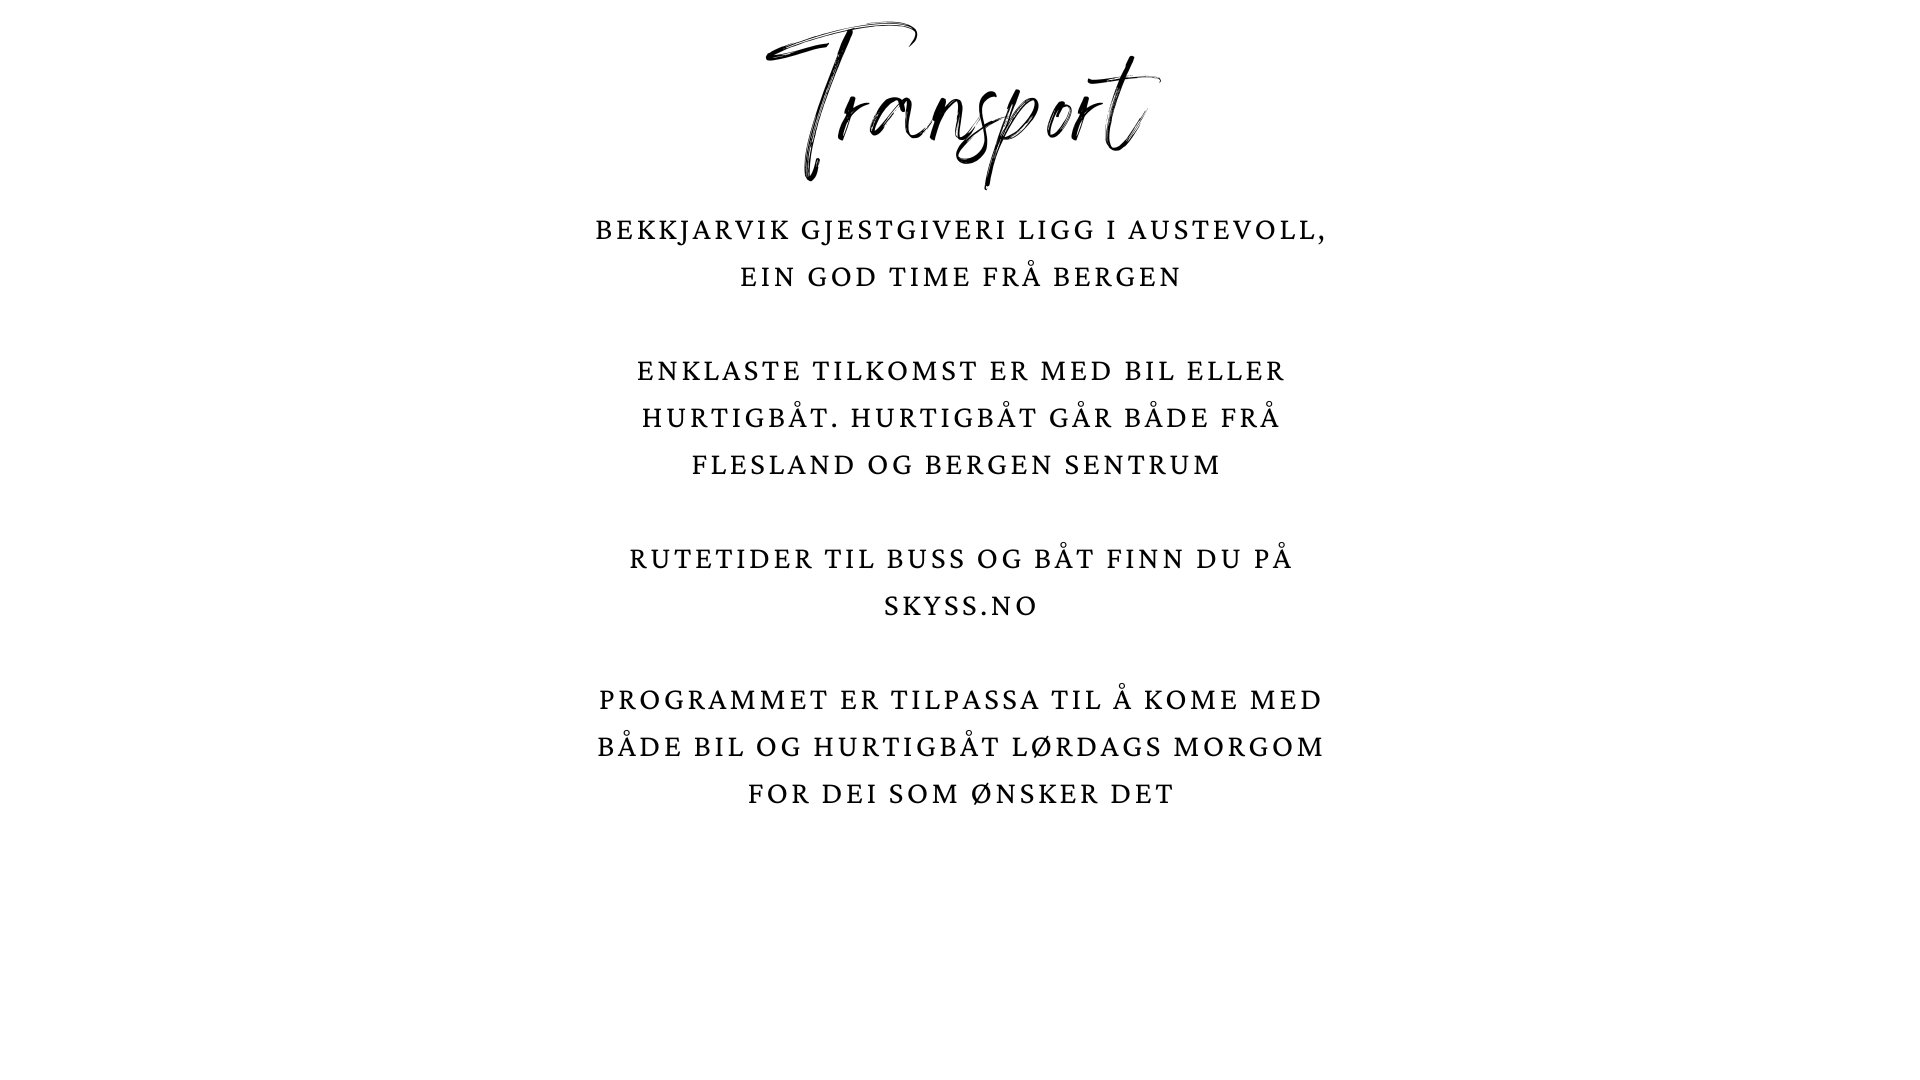 Transport
BEKKJARVIK GJESTGIVERI LIGG I AUSTEVOLL,
EIN GOD TIME FRÅ BERGEN
ENKLASTE TILKOMST ER MED BIL ELLER
HURTIGBÅT. HURTIGBÅT GÅR BÅDE FRÅ
FLESLAND OG BERGEN SENTRUM
RUTETIDER TIL BUSS OG BÅT FINN DU PÅ
SKYSS.NO
PROGRAMMET ER TILPASSA TIL Å KOME MED
BÅDE BIL OG HURTIGBÅT LØRDAGS MORGOM
FOR DEI SOM ØNSKER DET